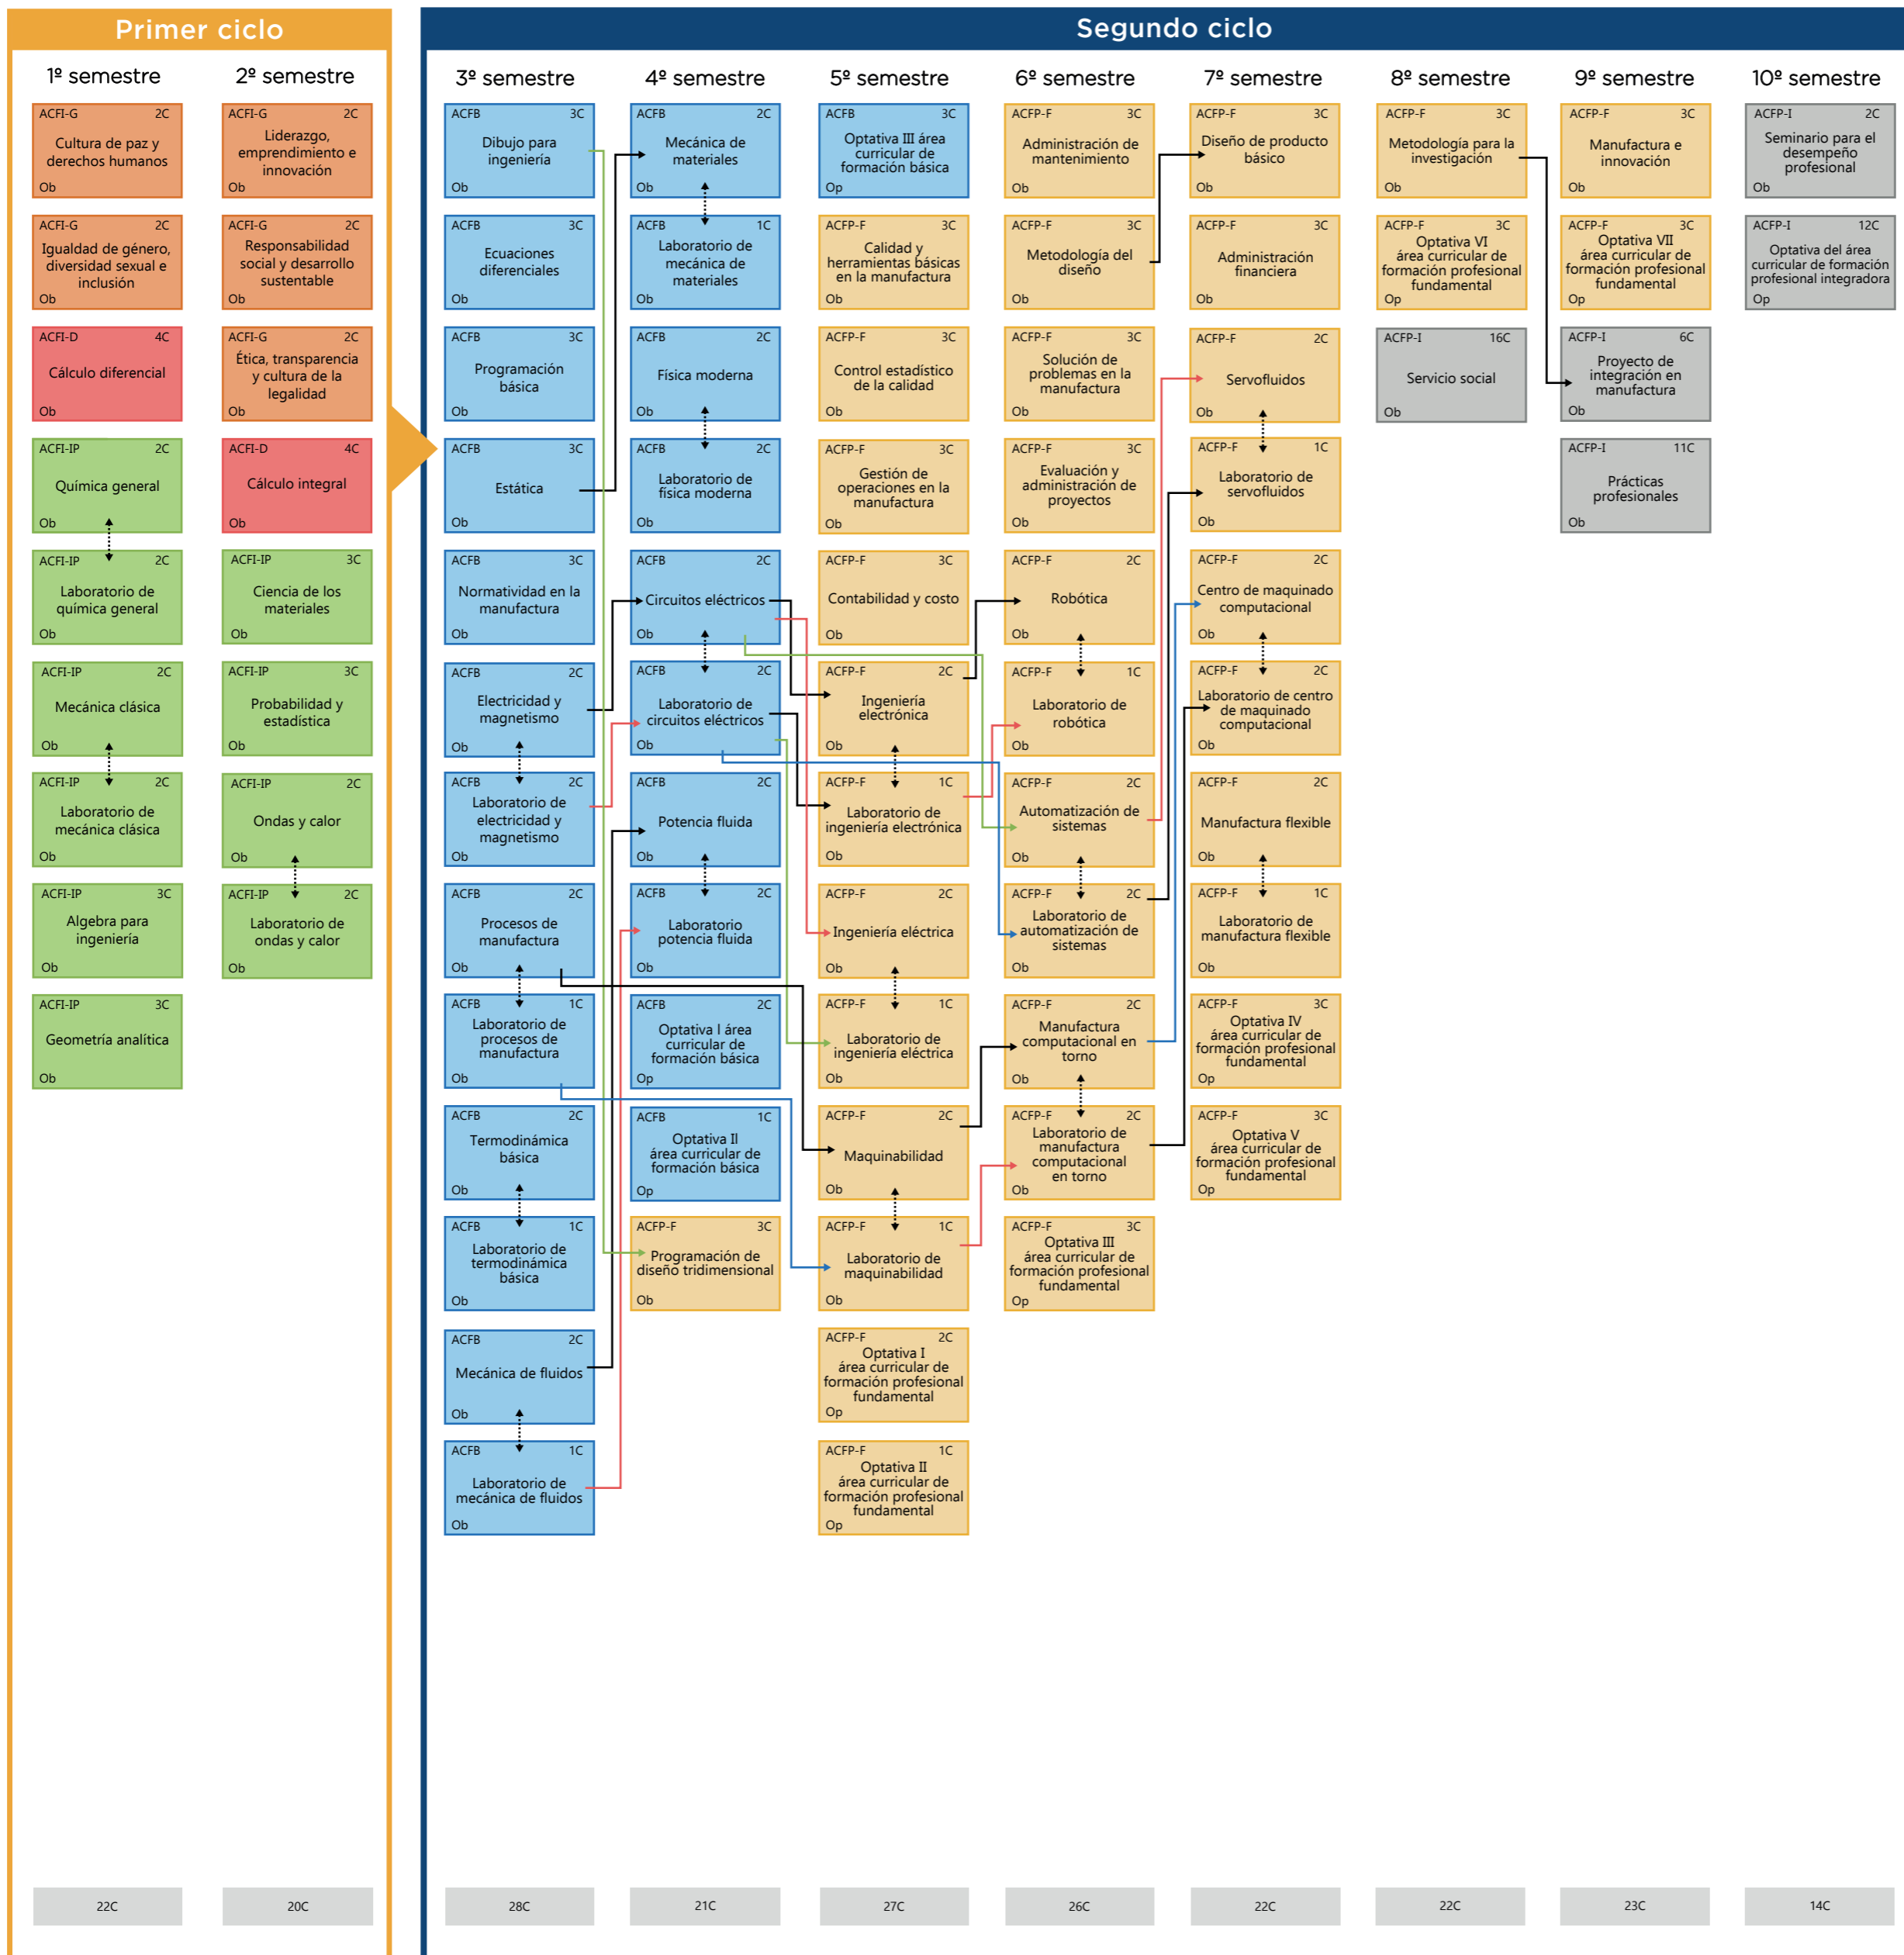 Primer ciclo
1º semestre
ACFI-G 2C
Cultura de paz y
derechos humanos
Ob
ACFI-G 2C
Igualdad de género,
diversidad sexual e
inclusión
Ob
ACFI-D 4C
Cálculo diferencial
Ob
ACFI-IP 2C
Química general
Ob
ACFI-IP 2C
Laboratorio de
química general
Ob
ACFI-IP 2C
Mecánica clásica
Ob
ACFI-IP 2C
Laboratorio de
mecánica clásica
Ob
ACFI-IP 3C
Algebra para
ingeniería
Ob
ACFI-IP 3C
Geometría analítica
Ob
22C
2º semestre
ACFI-G 2C
Liderazgo,
emprendimiento e
innovación
Ob
ACFI-G 2C
Responsabilidad
social y desarrollo
sustentable
Ob
ACFI-G 2C
Ética, transparencia
y cultura de la
legalidad
Ob
ACFI-D 4C
Cálculo integral
Ob
ACFI-IP 3C
Ciencia de los
materiales
Ob
ACFI-IP 3C
Probabilidad y
estadística
Ob
ACFI-IP 2C
Ondas y calor
Ob
ACFI-IP 2C
Laboratorio de
ondas y calor
Ob
20C
Segundo ciclo
3º semestre
ACFB 3C
Dibujo para
ingeniería
Ob
ACFB 3C
Ecuaciones
diferenciales
Ob
ACFB 3C
Programación
básica
Ob
ACFB 3C
Estática
Ob
ACFB 3C
Normatividad en la
manufactura
Ob
ACFB 2C
Electricidad y
magnetismo
Ob
ACFB 2C
Laboratorio de
electricidad y
magnetismo
Ob
ACFB 2C
Procesos de
manufactura
Ob
ACFB 1C
Laboratorio de
procesos de
manufactura
Ob
ACFB 2C
Termodinámica
básica
Ob
ACFB 1C
Laboratorio de
termodinámica
básica
Ob
ACFB 2C
Mecánica de fluidos
Ob
ACFB 1C
Laboratorio de
mecánica de fluidos
Ob
28C
4º semestre
ACFB 2C
Mecánica de
materiales
Ob
ACFB 1C
Laboratorio de
mecánica de
materiales
Ob
ACFB 2C
Física moderna
Ob
ACFB 2C
Laboratorio de
física moderna
Ob
ACFB 2C
Circuitos eléctricos
Ob
ACFB 2C
Laboratorio de
circuitos eléctricos
Ob
ACFB 2C
Potencia fluida
Ob
ACFB 2C
Laboratorio
potencia fluida
Ob
ACFB 2C
Optativa I área
curricular de
formación básica
Op
ACFB 1C
Optativa II
área curricular de
formación básica
Op
ACFP-F 3C
Programación de
diseño tridimensional
Ob
21C
5º semestre
ACFB 3C
Optativa III área
curricular de
formación básica
Op
ACFP-F 3C
Calidad y
herramientas básicas
en la manufactura
Ob
ACFP-F 3C
Control estadístico
de la calidad
Ob
ACFP-F 3C
Gestión de
operaciones en la
manufactura
Ob
ACFP-F 3C
Contabilidad y costo
Ob
ACFP-F 2C
Ingeniería
electrónica
Ob
ACFP-F 1C
Laboratorio de
ingeniería electrónica
Ob
ACFP-F 2C
Ingeniería eléctrica
Ob
ACFP-F 1C
Laboratorio de
ingeniería eléctrica
Ob
ACFP-F 2C
Maquinabilidad
Ob
ACFP-F 1C
Laboratorio de
maquinabilidad
Ob
ACFP-F 2C
Optativa I
área curricular de
formación profesional
fundamental
Op
ACFP-F 1C
Optativa II
área curricular de
formación profesional
fundamental
Op
27C
6º semestre
ACFP-F 3C
Administración de
mantenimiento
Ob
ACFP-F 3C
Metodología del
diseño
Ob
ACFP-F 3C
Solución de
problemas en la
manufactura
Ob
ACFP-F 3C
Evaluación y
administración de
proyectos
Ob
ACFP-F 2C
Robótica
Ob
ACFP-F 1C
Laboratorio de
robótica
Ob
ACFP-F 2C
Automatización de
sistemas
Ob
ACFP-F 2C
Laboratorio de
automatización de
sistemas
Ob
ACFP-F 2C
Manufactura
computacional en
torno
Ob
ACFP-F 2C
Laboratorio de
manufactura
computacional
en torno
Ob
ACFP-F 3C
Optativa III
área curricular de
formación profesional
fundamental
Op
26C
7º semestre
ACFP-F 3C
Diseño de producto
básico
Ob
ACFP-F 3C
Administración
financiera
Ob
ACFP-F 2C
Servofluidos
Ob
ACFP-F 1C
Laboratorio de
servofluidos
Ob
ACFP-F 2C
Centro de maquinado
computacional
Ob
ACFP-F 2C
Laboratorio de centro
de maquinado
computacional
Ob
ACFP-F 2C
Manufactura flexible
Ob
ACFP-F 1C
Laboratorio de
manufactura flexible
Ob
ACFP-F 3C
Optativa IV
área curricular de
formación profesional
fundamental
Op
ACFP-F 3C
Optativa V
área curricular de
formación profesional
fundamental
Op
22C
8º semestre
ACFP-F 3C
Metodología para la
investigación
Ob
ACFP-F 3C
Optativa VI
área curricular de
formación profesional
fundamental
Op
ACFP-I 16C
Servicio social
Ob
22C
9º semestre
ACFP-F 3C
Manufactura e
innovación
Ob
ACFP-F 3C
Optativa VII
área curricular de
formación profesional
fundamental
Op
ACFP-I 6C
Proyecto de
integración en
manufactura
Ob
ACFP-I 11C
Prácticas
profesionales
Ob
23C
10º semestre
ACFP-I 2C
Seminario para el
desempeño
profesional
Ob
ACFP-I 12C
Optativa del área
curricular de formación
profesional integradora
Op
14C